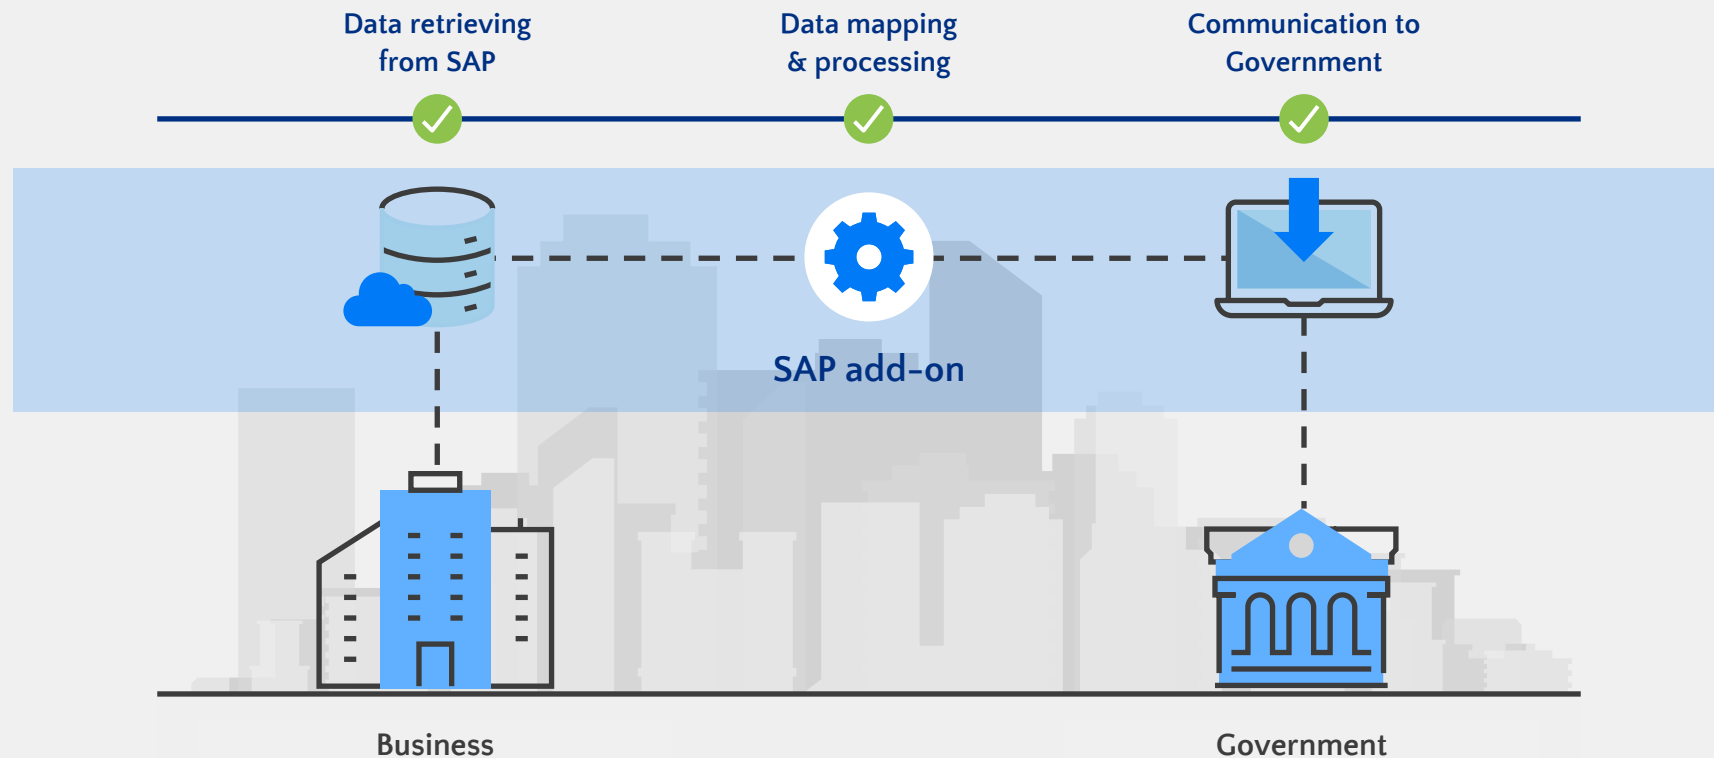 Data retrieving
from SAP
Data mapping
& processing
Communication to
Government
SAP add-on
Business
Government